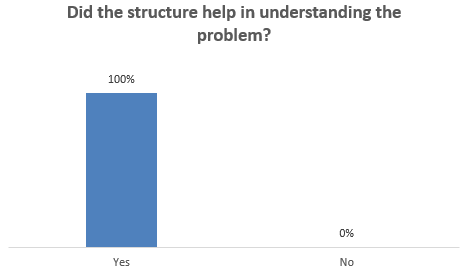 Did the structure help in understanding the
problem?
100%
0%
Yes
No